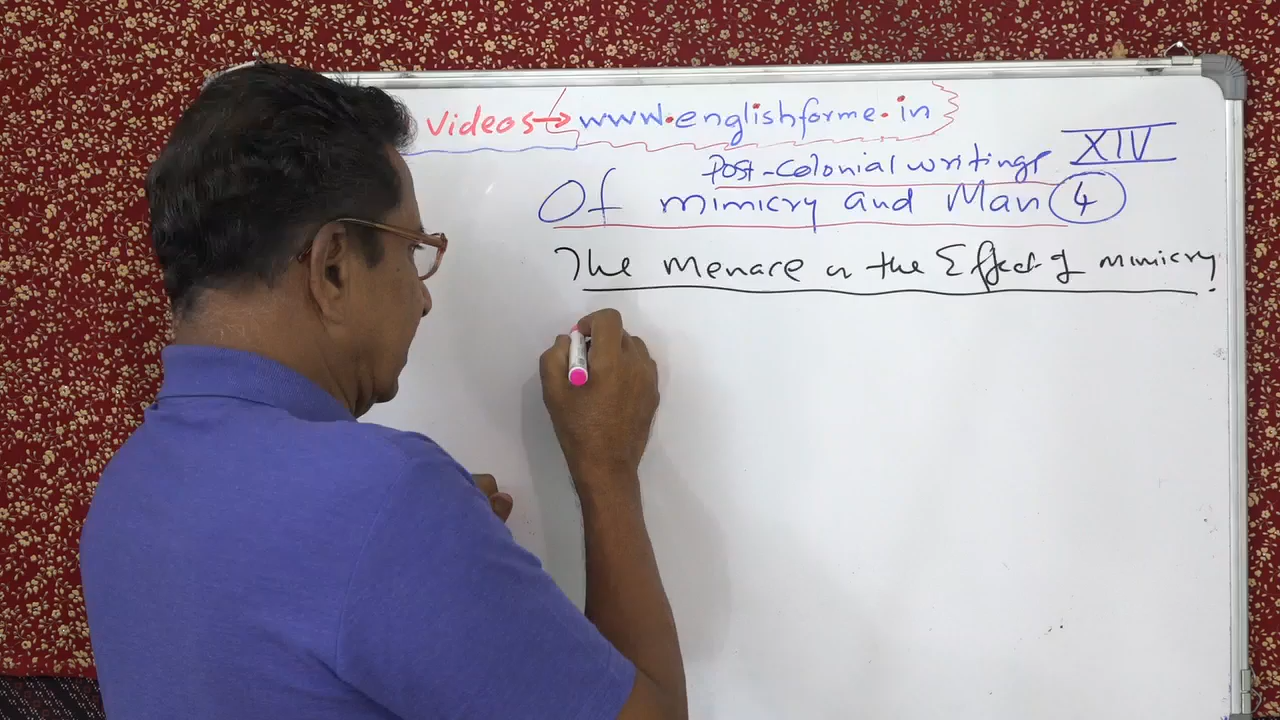 Videos → www.englishforme.in
XIV
Post-Colonial writings
Of mimicry and Man 4
The Menace or the Effect of mimicry.